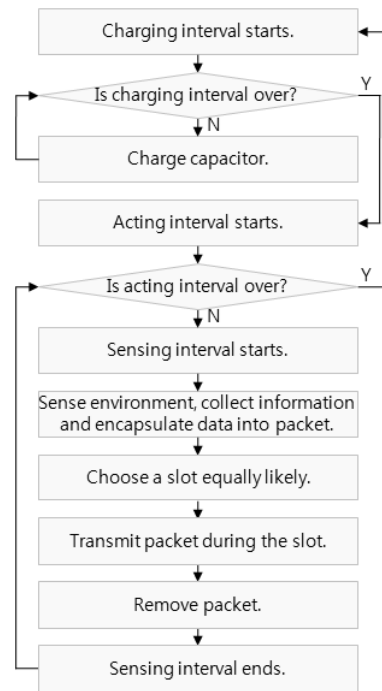 Charging interval starts.
Is charging interval over?
Y
N
Charge capacitor.
Acting interval starts.
Is acting interval over?
Y
N
Sensing interval starts.
Sense environment, collect information
and encapsulate data into packet.
Choose a slot equally likely.
Transmit packet during the slot.
Remove packet.
Sensing interval ends.